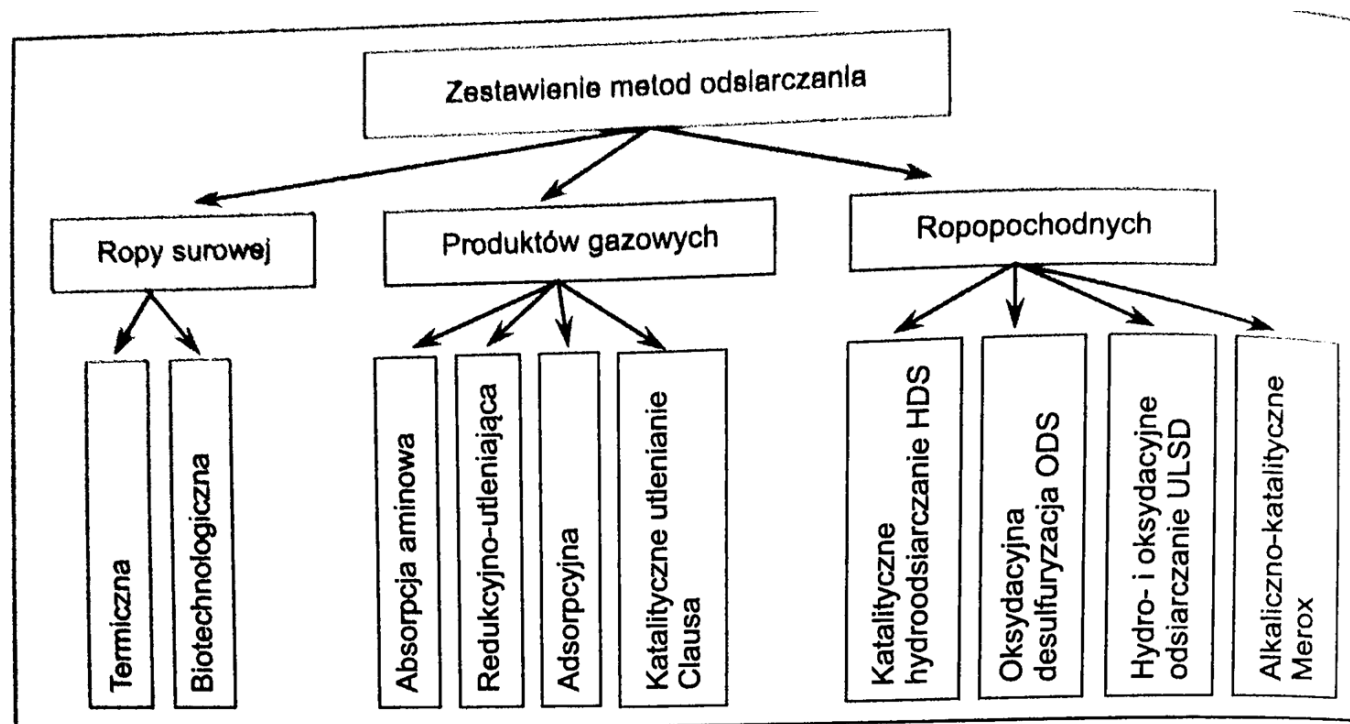 Zestawienie metod odsiarczania
Ropy surowej
Produktów gazowych
Ropopochodnych
Termiczna
Biotechnologiczna
Absorpcja aminowa
Redukcyjno-utleniająca
Adsorpcyjna
Katalityczne utlenianie
Clausa
Katalityczne
hydroodsiarczanie HDS
Oksydacyjna
desulfuryzacja ODS
Hydro- i oksydacyjne
odsiarczanie ULSD
Alkaliczno-katalityczne
Merox